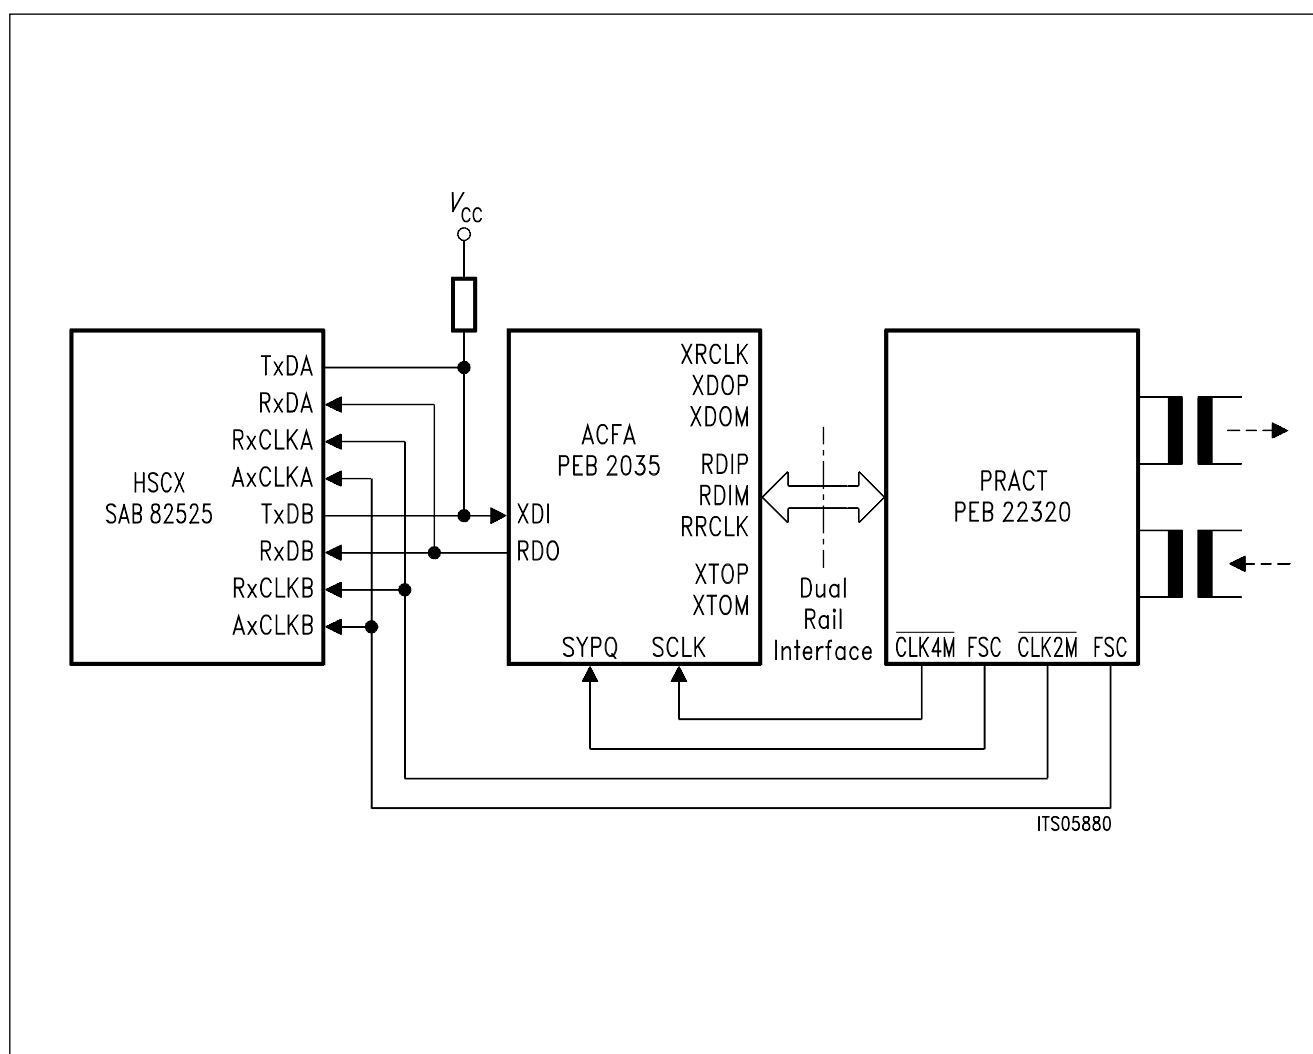 VCC
HSCX
SAB 82525
TxDA
RxDA
RxCLKA
AxCLKA
TxDB
RxDB
RxCLKB
AxCLKB
ACFA
PEB 2035
XDI
RDO
XRCLK
XDOP
XDOM
RDIP
RDIM
RRCLK
XTOP
XTOM
SYPQ SCLK
Dual
Rail
Interface
PRACT
PEB 22320
CLK4M FSC CLK2M FSC
ITS05880